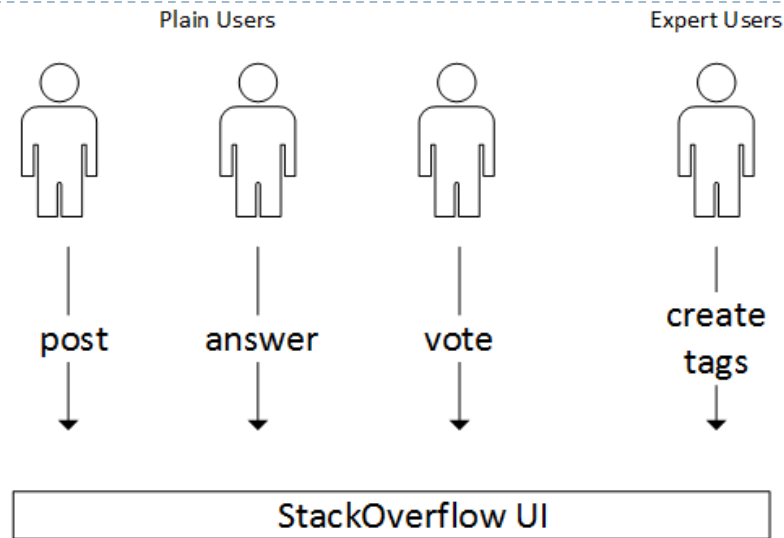 Plain Users
Expert Users
post
answer
vote
create
tags
StackOverflow UI